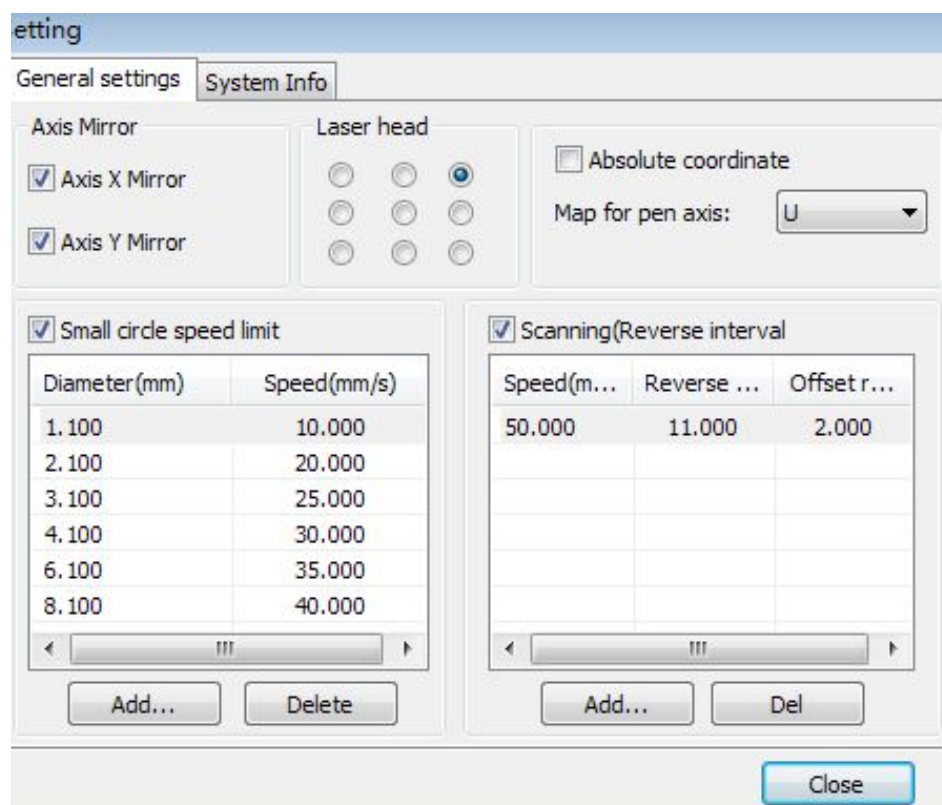 etting
General settings System Info
Axis Mirror
Axis X Mirror
Axis Y Mirror
Laser head
Absolute coordinate
Map for pen axis: U
Small circle speed limit
Diameter(mm) Speed(mm/s)
1.100 10.000
2.100 20.000
3.100 25.000
4.100 30.000
6.100 35.000
8.100 40.000
Add... Delete
Scanning(Reverse interval
Speed(m... Reverse ... Offset r...
50.000 11.000 2.000
Add... Del
Close